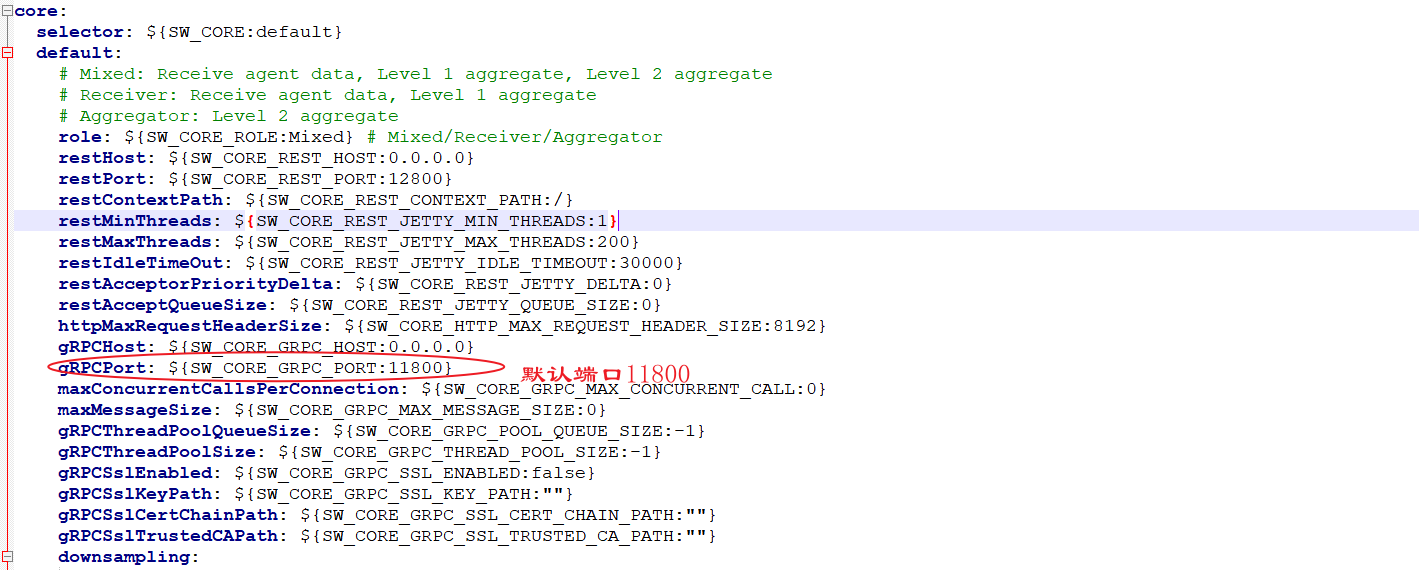 core:
selector: ${SW_CORE:default}
default:
# Mixed: Receive agent data, Level 1 aggregate, Level 2 aggregate
# Receiver: Receive agent data, Level 1 aggregate
# Aggregator: Level 2 aggregate
role: ${SW_CORE_ROLE:Mixed} # Mixed/Receiver/Aggregator
restHost: ${SW_CORE_REST_HOST:0.0.0.0}
restPort: ${SW_CORE_REST_PORT:12800}
restContextPath: ${SW_CORE_REST_CONTEXT_PATH:/}
restMinThreads: ${SW_CORE_REST_JETTY_MIN_THREADS:1}
restMaxThreads: ${SW_CORE_REST_JETTY_MAX_THREADS:200}
restIdleTimeOut: ${SW_CORE_REST_JETTY_IDLE_TIMEOUT:30000}
restAcceptorPriorityDelta: ${SW_CORE_REST_JETTY_DELTA:0}
restAcceptQueueSize: ${SW_CORE_REST_JETTY_QUEUE_SIZE:0}
httpMaxRequestHeaderSize: ${SW_CORE_HTTP_MAX_REQUEST_HEADER_SIZE:8192}
gRPCHost: ${SW_CORE_GRPC_HOST:0.0.0.0}
gRPCPort: ${SW_CORE_GRPC_PORT:11800} 默认端口11800
maxConcurrentCallsPerConnection: ${SW_CORE_GRPC_MAX_CONCURRENT_CALL:0}
maxMessageSize: ${SW_CORE_GRPC_MAX_MESSAGE_SIZE:0}
gRPCThreadPoolQueueSize: ${SW_CORE_GRPC_POOL_QUEUE_SIZE:-1}
gRPCThreadPoolSize: ${SW_CORE_GRPC_THREAD_POOL_SIZE:-1}
gRPCSslEnabled: ${SW_CORE_GRPC_SSL_ENABLED:false}
gRPCSslKeyPath: ${SW_CORE_GRPC_SSL_KEY_PATH:""}
gRPCSslCertChainPath: ${SW_CORE_GRPC_SSL_CERT_CHAIN_PATH:""}
gRPCSslTrustedCAPath: ${SW_CORE_GRPC_SSL_TRUSTED_CA_PATH:""}
downsampling: